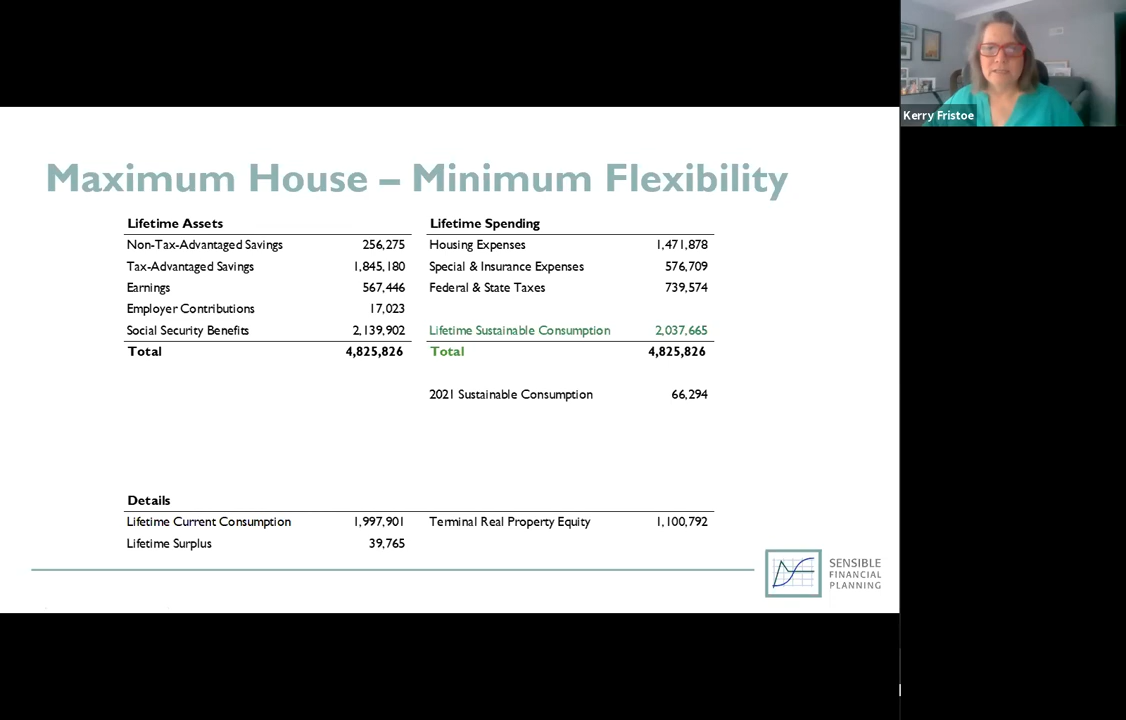 Kerry Fristoe
Maximum House – Minimum Flexibility
Lifetime Assets Lifetime Spending
Non-Tax-Advantaged Savings 256,275 Housing Expenses 1,471,878
Tax-Advantaged Savings 1,845,180 Special & Insurance Expenses 576,709
Earnings 567,446 Federal & State Taxes 739,574
Employer Contributions 17,023
Social Security Benefits 2,139,902 Lifetime Sustainable Consumption 2,037,665
Total 4,825,826 Total 4,825,826
2021 Sustainable Consumption 66,294
Details
Lifetime Current Consumption 1,997,901 Terminal Real Property Equity 1,100,792
Lifetime Surplus 39,765
SENSIBLE
FINANCIAL
PLANNING